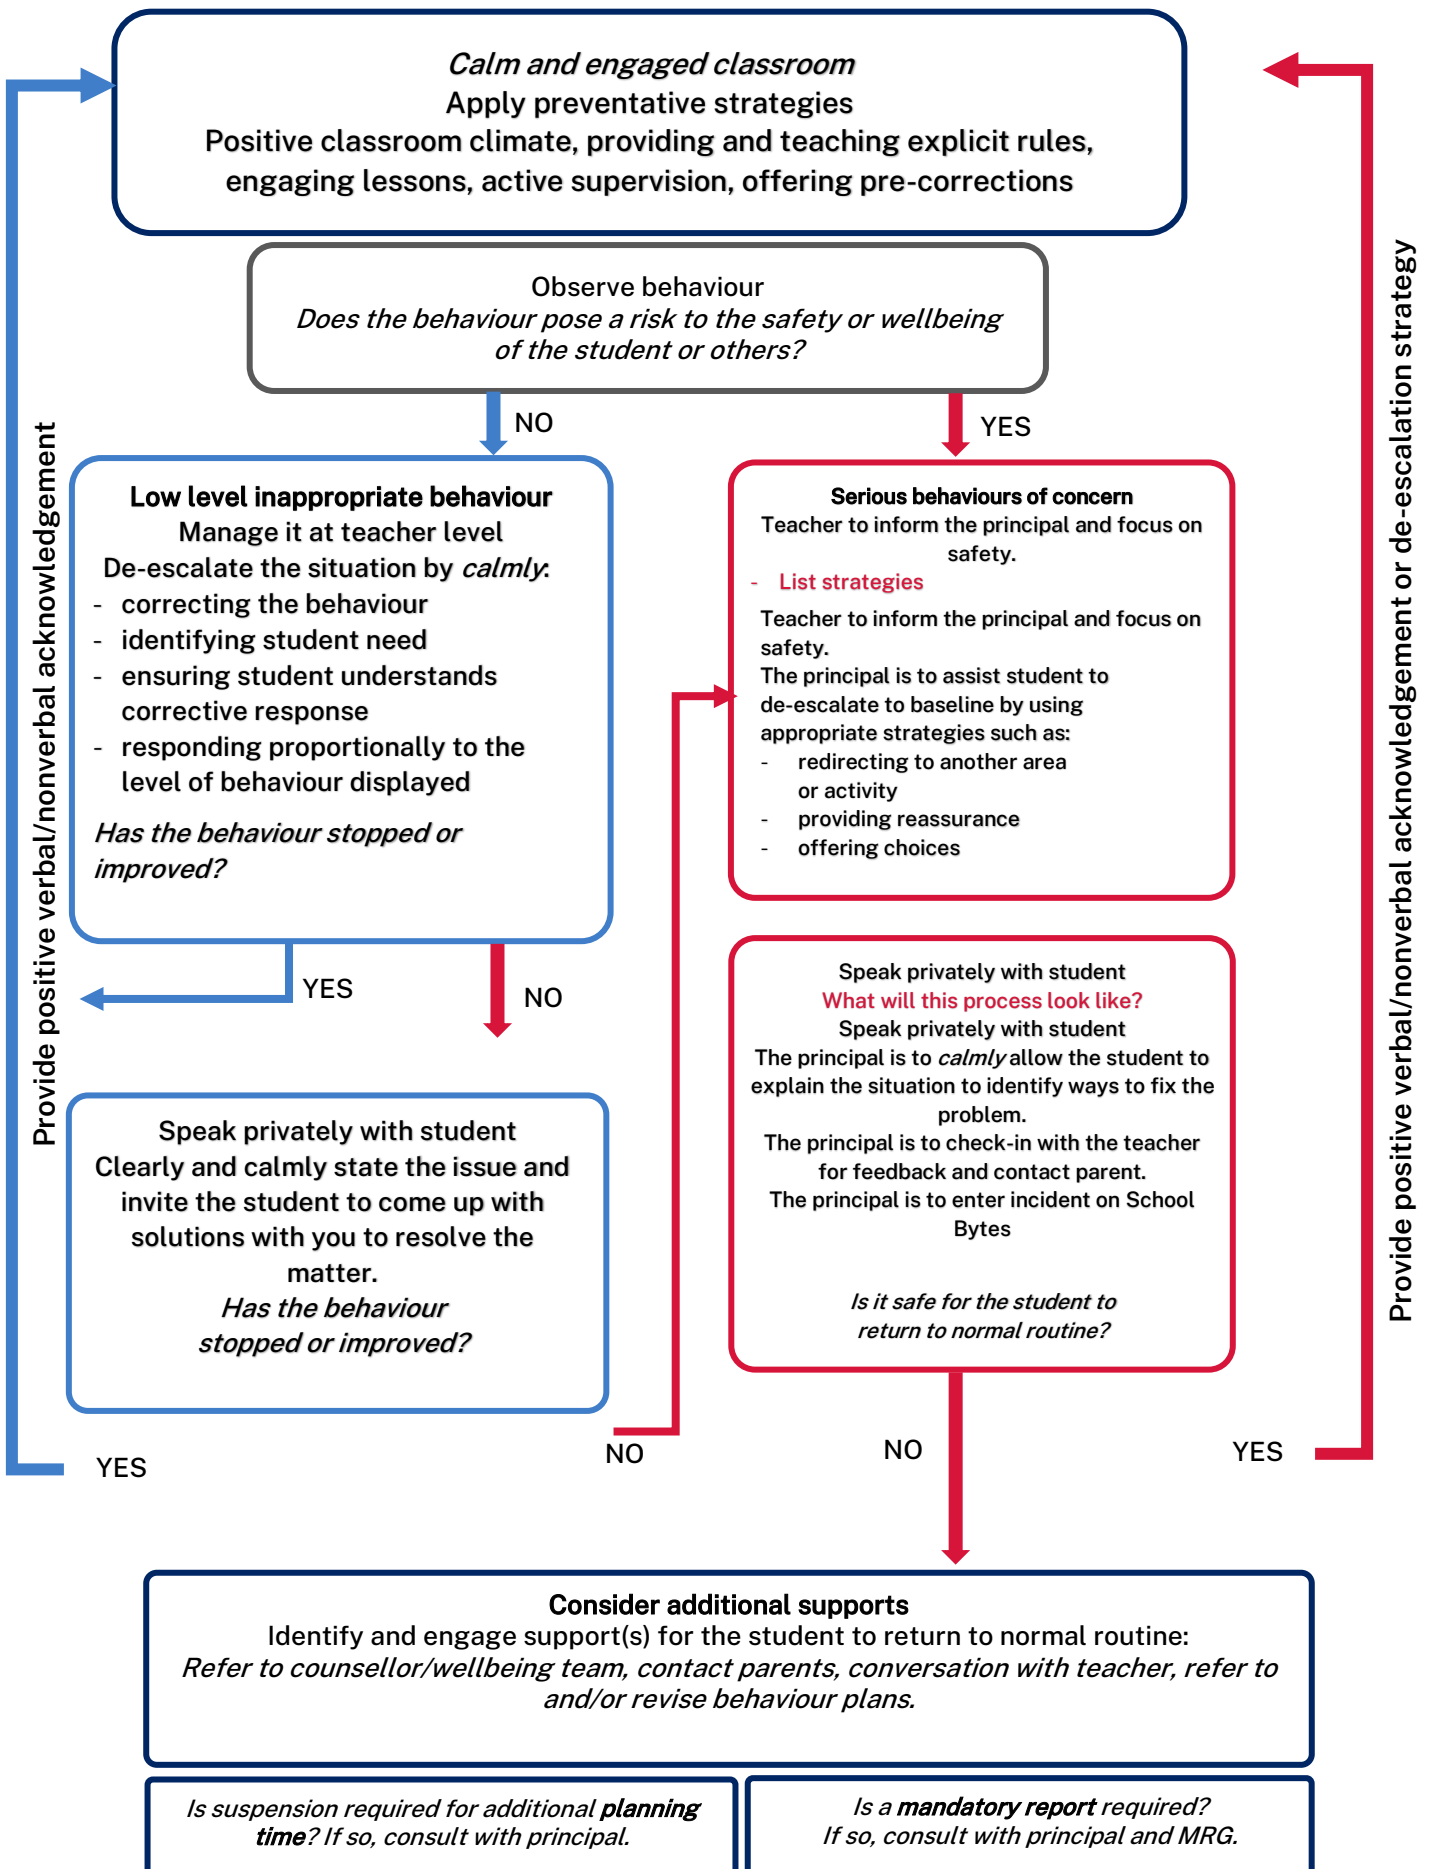 Calm and engaged classroom
Apply preventative strategies
Positive classroom climate, providing and teaching explicit rules,
engaging lessons, active supervision, offering pre-corrections
Observe behaviour
Does the behaviour pose a risk to the safety or wellbeing
of the student or others?
NO
YES
Provide positive verbal/nonverbal acknowledgement
Low level inappropriate behaviour
Manage it at teacher level
De-escalate the situation by calmly:
- correcting the behaviour
- identifying student need
- ensuring student understands
corrective response
- responding proportionally to the
level of behaviour displayed
Has the behaviour stopped or
improved?
YES
NO
Speak privately with student
Clearly and calmly state the issue and
invite the student to come up with
solutions with you to resolve the
matter.
Has the behaviour
stopped or improved?
YES
NO
Serious behaviours of concern
Teacher to inform the principal and focus on
safety.
- List strategies
Teacher to inform the principal and focus on
safety.
The principal is to assist student to
de-escalate to baseline by using
appropriate strategies such as:
- redirecting to another area
or activity
- providing reassurance
- offering choices
Speak privately with student
What will this process look like?
Speak privately with student
The principal is to calmly allow the student to
explain the situation to identify ways to fix the
problem.
The principal is to check-in with the teacher
for feedback and contact parent.
The principal is to enter incident on School
Bytes
Is it safe for the student to
return to normal routine?
NO
YES
Provide positive verbal/nonverbal acknowledgement or de-escalation strategy
Consider additional supports
Identify and engage support(s) for the student to return to normal routine:
Refer to counsellor/wellbeing team, contact parents, conversation with teacher, refer to
and/or revise behaviour plans.
Is suspension required for additional planning
time? If so, consult with principal.
Is a mandatory report required?
If so, consult with principal and MRG.